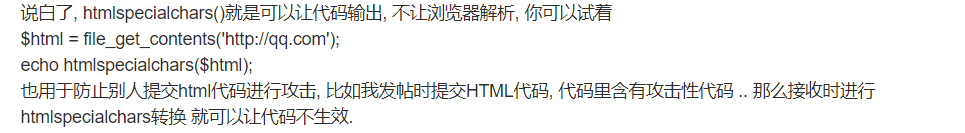 说白了, htmlspecialchars()就是可以让代码输出, 不让浏览器解析, 你可以试着
$html = file_get_contents('http://qq.com');
echo htmlspecialchars($html);
也用于防止别人提交html代码进行攻击, 比如我发帖时提交HTML代码, 代码里含有攻击性代码 .. 那么接收时进行
htmlspecialchars转换 就可以让代码不生效.